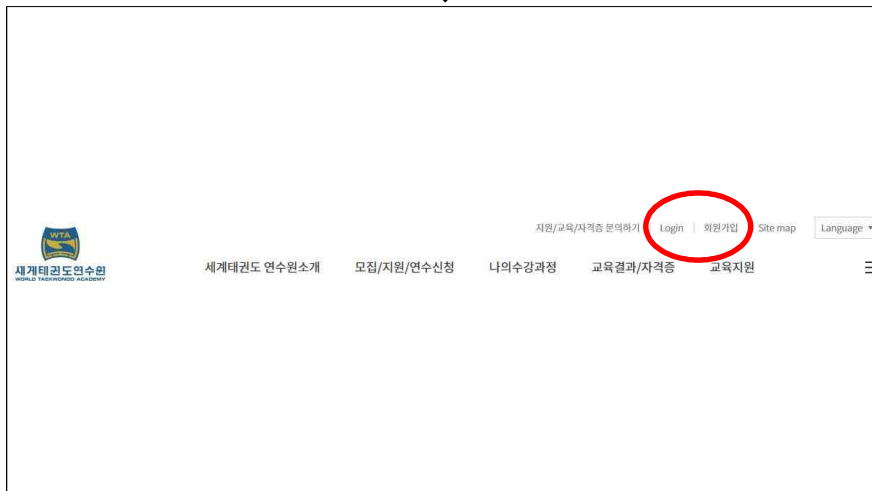 지원/교육/자격증 문의하기 Login 회원가입 Site map Language
WTA
세계태권도연수원
WORLD TAEKWONDO ACADEMY
세계태권도 연수원소개 모집/지원/연수신청 나의수강과정 교육결과/자격증 교육지원